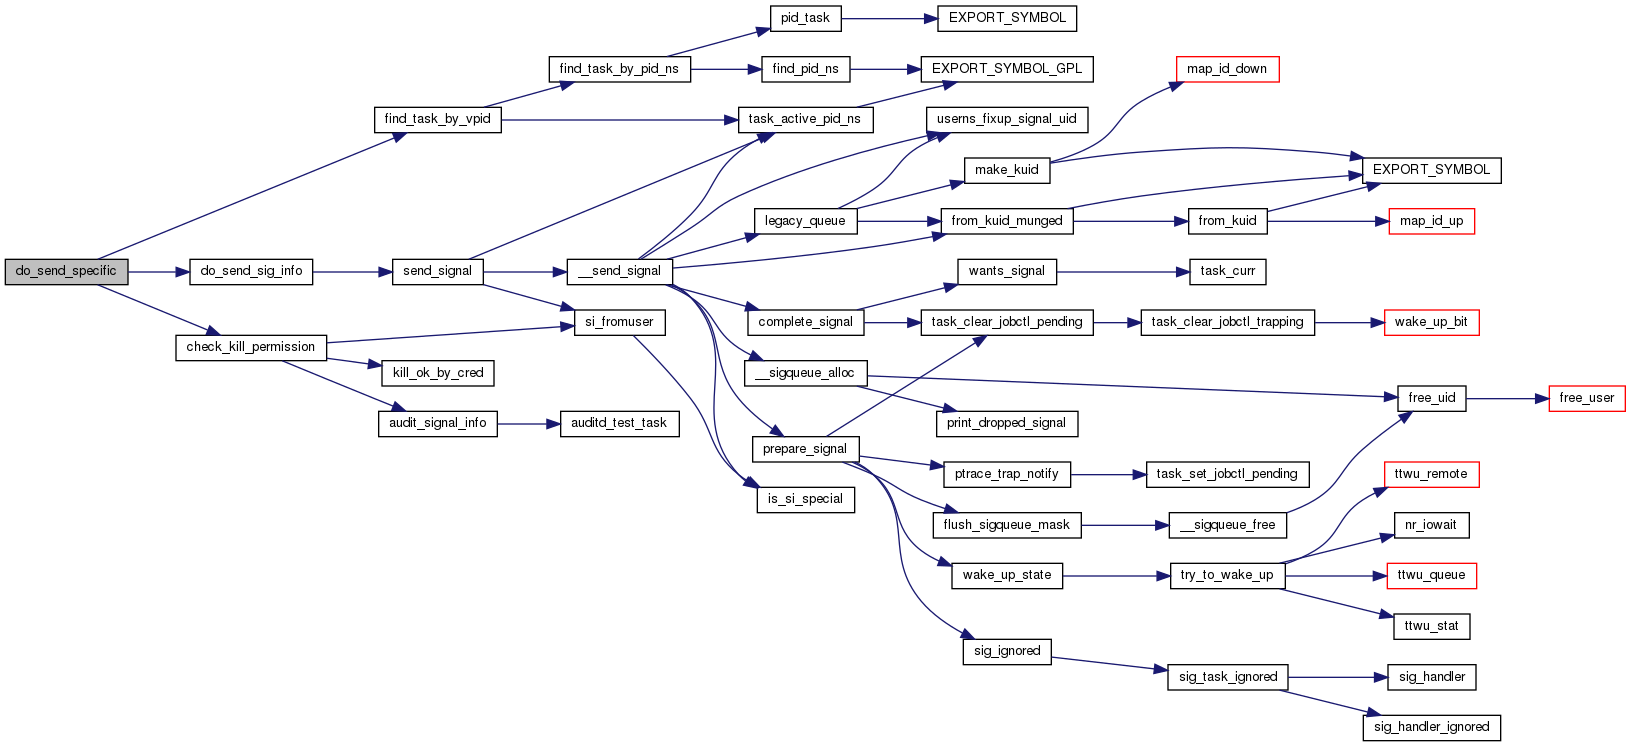 pid_task
EXPORT_SYMBOL
find_task_by_pid_ns
find_pid_ns
EXPORT_SYMBOL_GPL
map_id_down
find_task_by_vpid
task_active_pid_ns
userns_fixup_signal_uid
make_kuid
EXPORT_SYMBOL
legacy_queue
from_kuid_munged
from_kuid
map_id_up
do_send_specific
do_send_sig_info
send_signal
__send_signal
wants_signal
task_curr
si_fromuser
complete_signal
task_clear_jobctl_pending
task_clear_jobctl_trapping
wake_up_bit
check_kill_permission
kill_ok_by_cred
__sigqueue_alloc
free_uid
free_user
audit_signal_info
auditd_test_task
print_dropped_signal
prepare_signal
ptrace_trap_notify
task_set_jobctl_pending
ttwu_remote
is_si_special
flush_sigqueue_mask
__sigqueue_free
nr_iowait
wake_up_state
try_to_wake_up
ttwu_queue
ttwu_stat
sig_ignored
sig_task_ignored
sig_handler
sig_handler_ignored